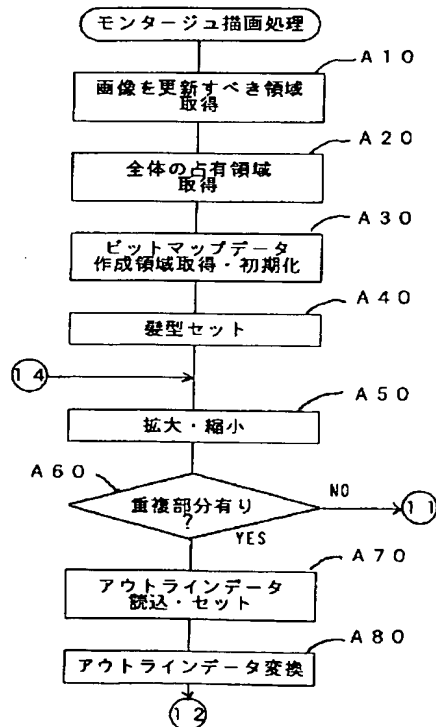 モンタージュ描画処理
A10
画像を更新すべき領域
取得
A20
全体の占有領域
取得
A30
ビットマップデータ
作成領域取得・初期化
A40
髪型セット
14
A50
拡大・縮小
A60
重複部分有り
?
NO
11
YES
A70
アウトラインデータ
読込・セット
A80
アウトラインデータ変換
12